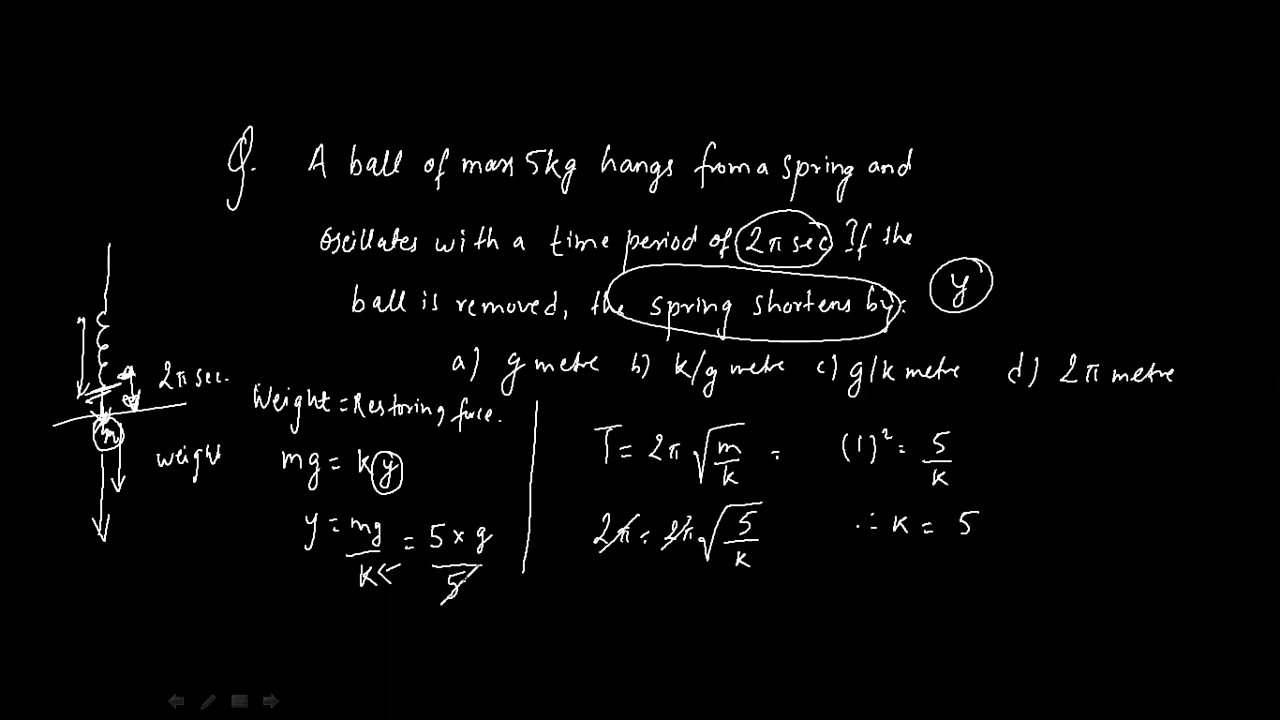 Q. A ball of mass 5kg hangs from a spring and
oscillates with a time period of 2π sec If the
ball is removed, the spring shortens by: y
a) g metre b) k/g metre c) g/k metre d) 2π metre
2π sec.
m
weight
Weight = Restoring force.
mg = ky
y = mg/k = 5 × g/5
T = 2π √m/k = (1)² = 5/k
2π = 2π √5/k ∴ k = 5